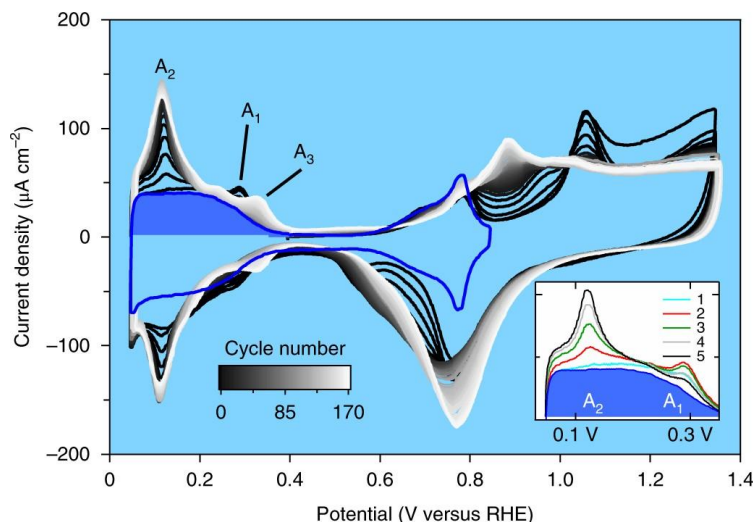 200
100
0
−100
−200
Current density (μA cm⁻²)
A₂
A₁
A₃
Cycle number
0 85 170
1
2
3
4
5
A₂ A₁
0.1 V 0.3 V
0 0.2 0.4 0.6 0.8 1.0 1.2 1.4
Potential (V versus RHE)